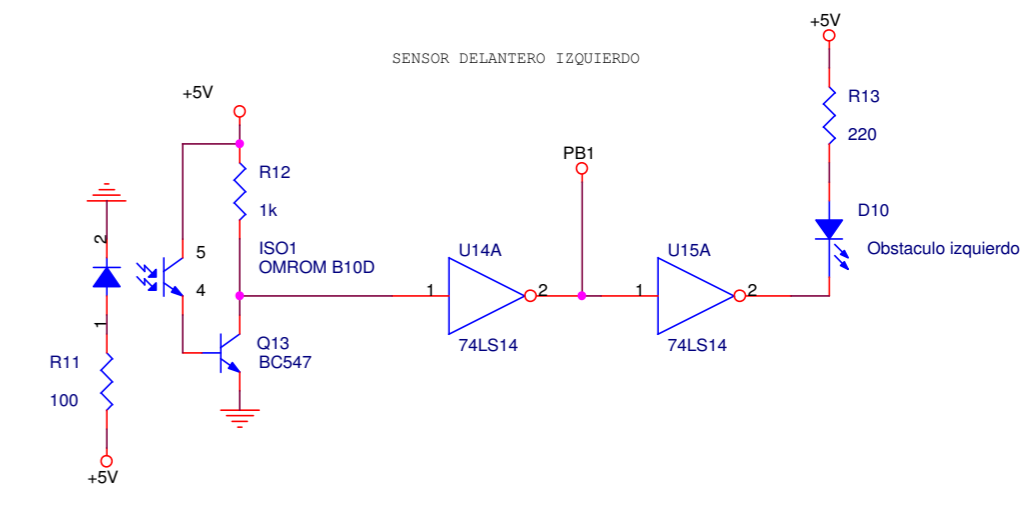 +5V
SENSOR DELANTERO IZQUIERDO
+5V
R13
220
PB1
R12
1k
D10
Obstaculo izquierdo
2
5
4
ISO1
OMROM B10D
U14A
1
2
74LS14
U15A
1
2
74LS14
1
Q13
BC547
R11
100
+5V